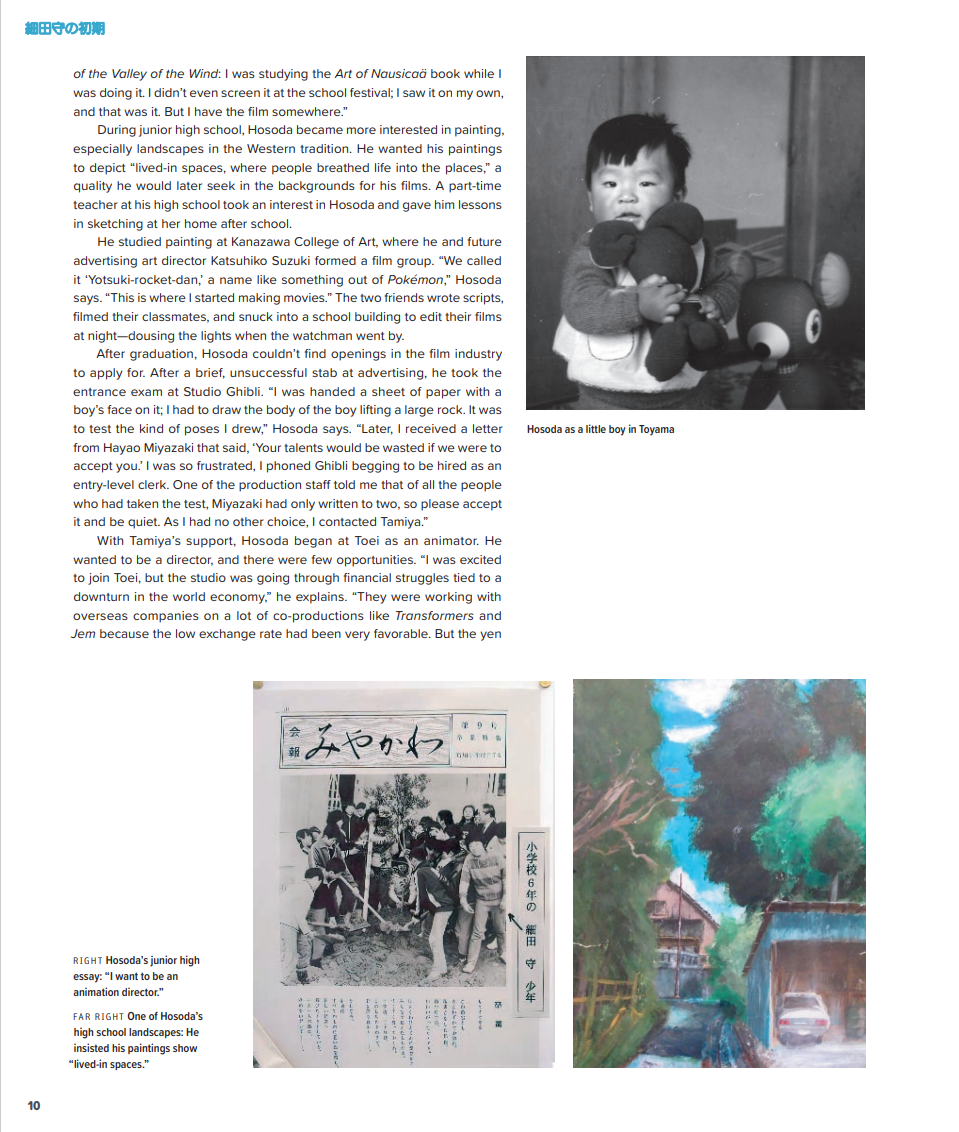 細田守の初期
of the Valley of the Wind: I was studying the Art of Nausicaä book while I
was doing it. I didn’t even screen it at the school festival; I saw it on my own,
and that was it. But I have the film somewhere.”
During junior high school, Hosoda became more interested in painting,
especially landscapes in the Western tradition. He wanted his paintings
to depict “lived-in spaces, where people breathed life into the places,” a
quality he would later seek in the backgrounds for his films. A part-time
teacher at his high school took an interest in Hosoda and gave him lessons
in sketching at her home after school.
He studied painting at Kanazawa College of Art, where he and future
advertising art director Katsuhiko Suzuki formed a film group. “We called
it ‘Yotsuki-rocket-dan,’ a name like something out of Pokémon,” Hosoda
says. “This is where I started making movies.” The two friends wrote scripts,
filmed their classmates, and snuck into a school building to edit their films
at night—dousing the lights when the watchman went by.
After graduation, Hosoda couldn’t find openings in the film industry
to apply for. After a brief, unsuccessful stab at advertising, he took the
entrance exam at Studio Ghibli. “I was handed a sheet of paper with a
boy’s face on it; I had to draw the body of the boy lifting a large rock. It was
to test the kind of poses I drew,” Hosoda says. “Later, I received a letter
from Hayao Miyazaki that said, ‘Your talents would be wasted if we were to
accept you.’ I was so frustrated, I phoned Ghibli begging to be hired as an
entry-level clerk. One of the production staff told me that of all the people
who had taken the test, Miyazaki had only written to two, so please accept
it and be quiet. As I had no other choice, I contacted Tamiya.”
With Tamiya’s support, Hosoda began at Toei as an animator. He
wanted to be a director, and there were few opportunities. “I was excited
to join Toei, but the studio was going through financial struggles tied to a
downturn in the world economy,” he explains. “They were working with
overseas companies on a lot of co-productions like Transformers and
Jem because the low exchange rate had been very favorable. But the yen
Hosoda as a little boy in Toyama
会報
みやかわ
第9号
小学校6年の 細田 守 少年
RIGHT Hosoda’s junior high
essay: “I want to be an
animation director.”
FAR RIGHT One of Hosoda’s
high school landscapes: He
insisted his paintings show
“lived-in spaces.”
10